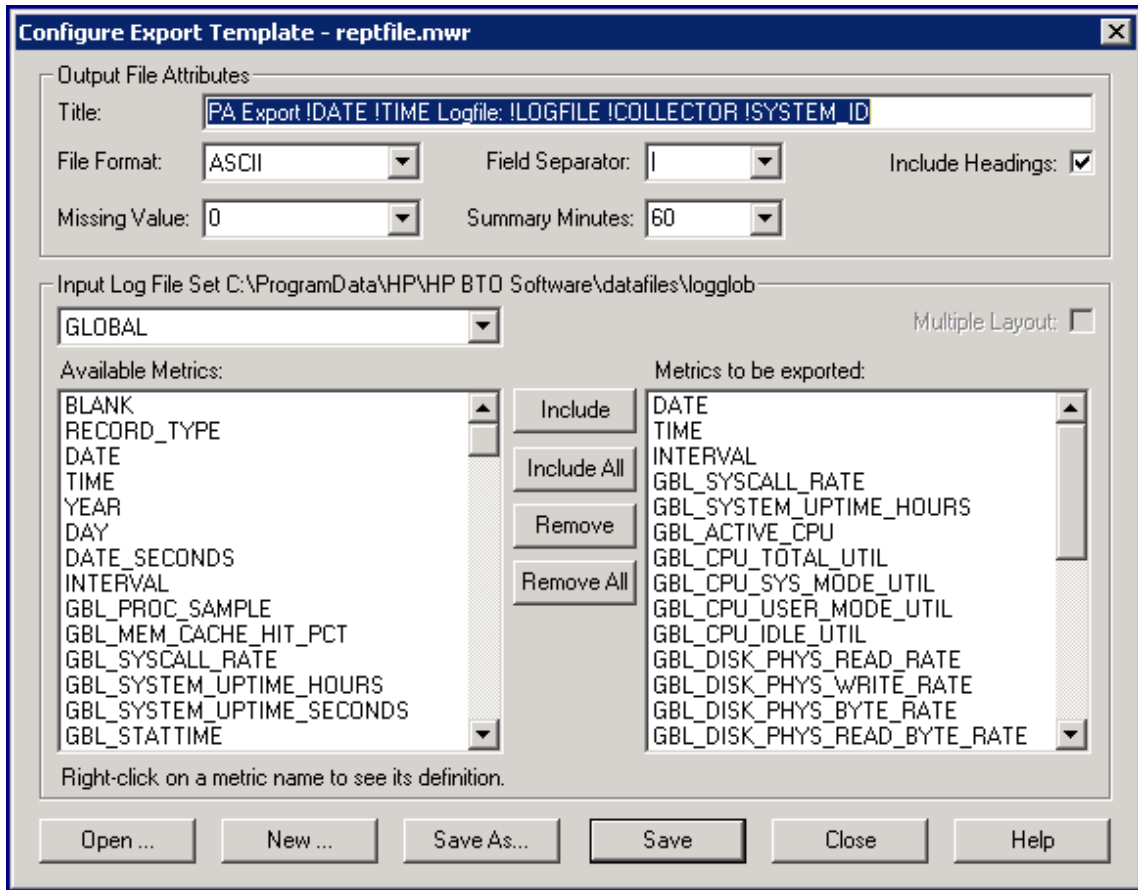 Configure Export Template - reptfile.mwr
Output File Attributes
Title: PA Export !DATE !TIME Logfile: !LOGFILE !COLLECTOR !SYSTEM_ID
File Format: ASCII Field Separator: | Include Headings:
Missing Value: 0 Summary Minutes: 60
Input Log File Set C:\ProgramData\HP\HP BTO Software\datafiles\logglob
GLOBAL Multiple Layout:
Available Metrics:
BLANK
RECORD_TYPE
DATE
TIME
YEAR
DAY
DATE_SECONDS
INTERVAL
GBL_PROC_SAMPLE
GBL_MEM_CACHE_HIT_PCT
GBL_SYSCALL_RATE
GBL_SYSTEM_UPTIME_HOURS
GBL_SYSTEM_UPTIME_SECONDS
GBL_STATTIME
Include
Include All
Remove
Remove All
Metrics to be exported:
DATE
TIME
INTERVAL
GBL_SYSCALL_RATE
GBL_SYSTEM_UPTIME_HOURS
GBL_ACTIVE_CPU
GBL_CPU_TOTAL_UTIL
GBL_CPU_SYS_MODE_UTIL
GBL_CPU_USER_MODE_UTIL
GBL_CPU_IDLE_UTIL
GBL_DISK_PHYS_READ_RATE
GBL_DISK_PHYS_WRITE_RATE
GBL_DISK_PHYS_BYTE_RATE
GBL_DISK_PHYS_READ_BYTE_RATE
Right-click on a metric name to see its definition.
Open ... New ... Save As... Save Close Help